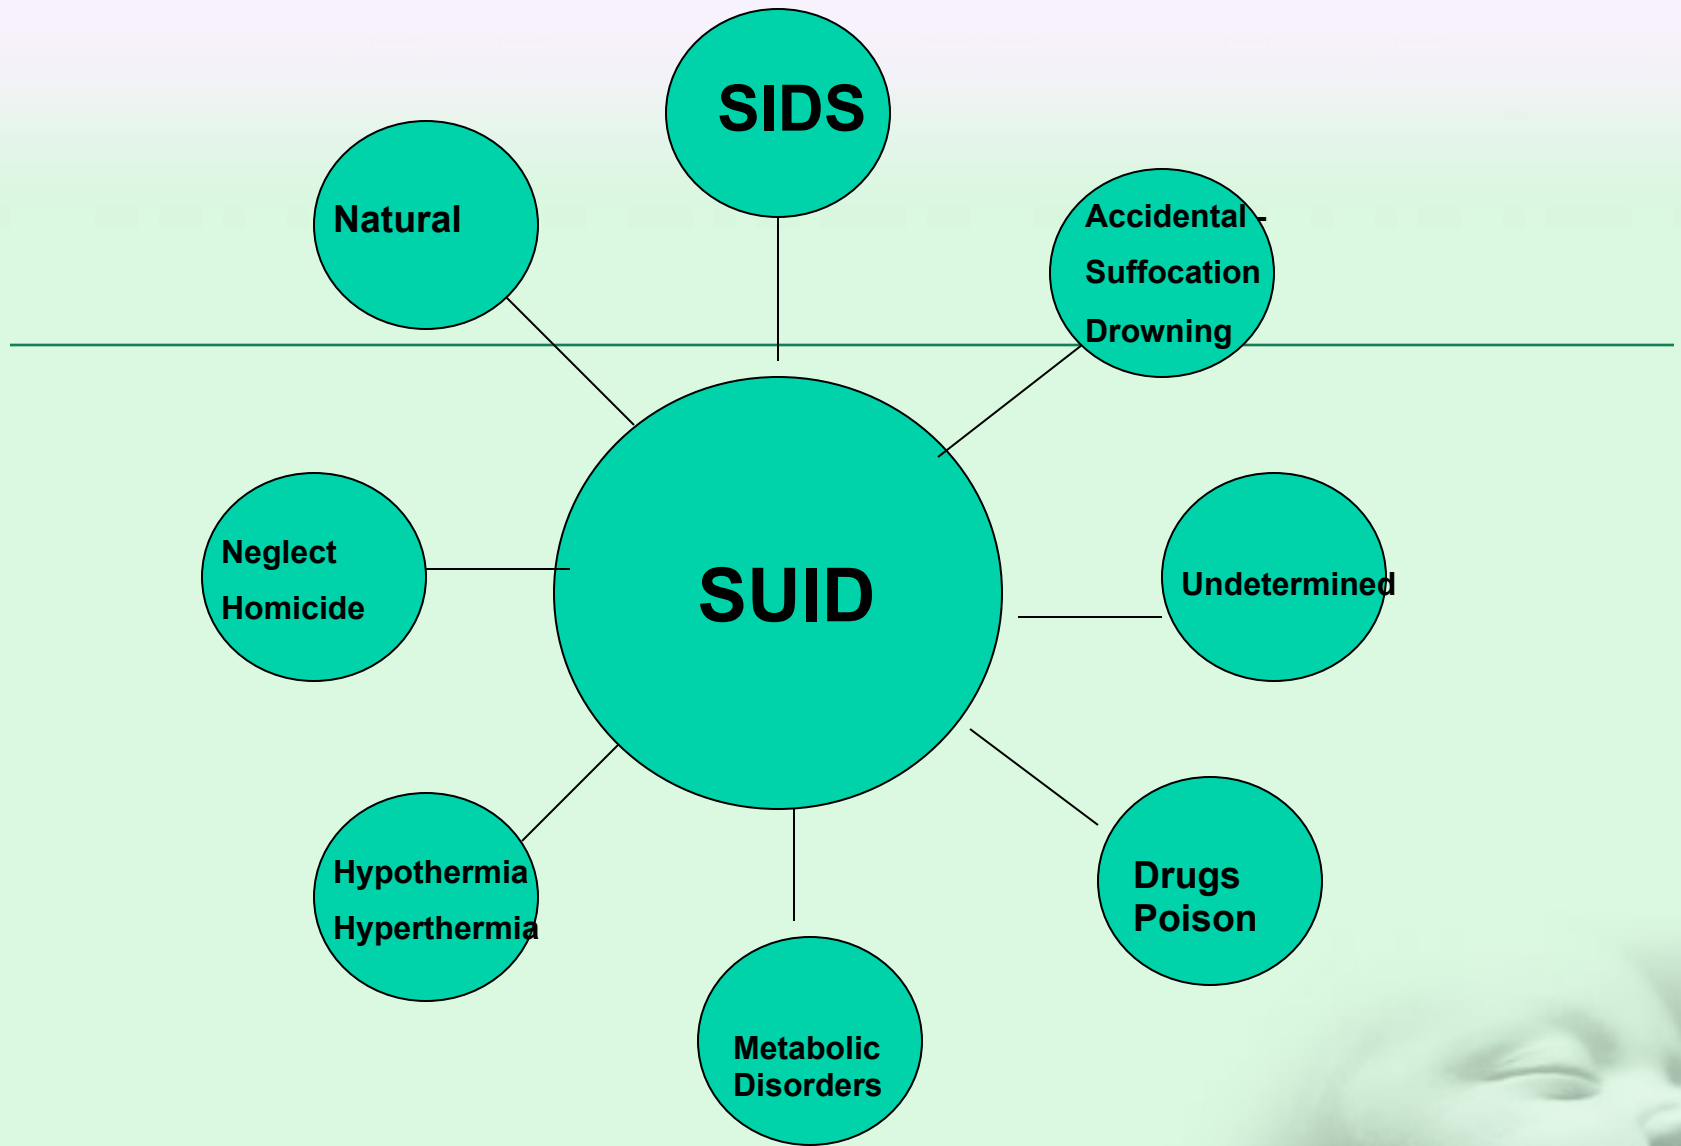 SIDS
Natural
Accidental -
Suffocation
Drowning
Neglect
Homicide
SUID
Undetermined
Hypothermia
Hyperthermia
Drugs
Poison
Metabolic
Disorders